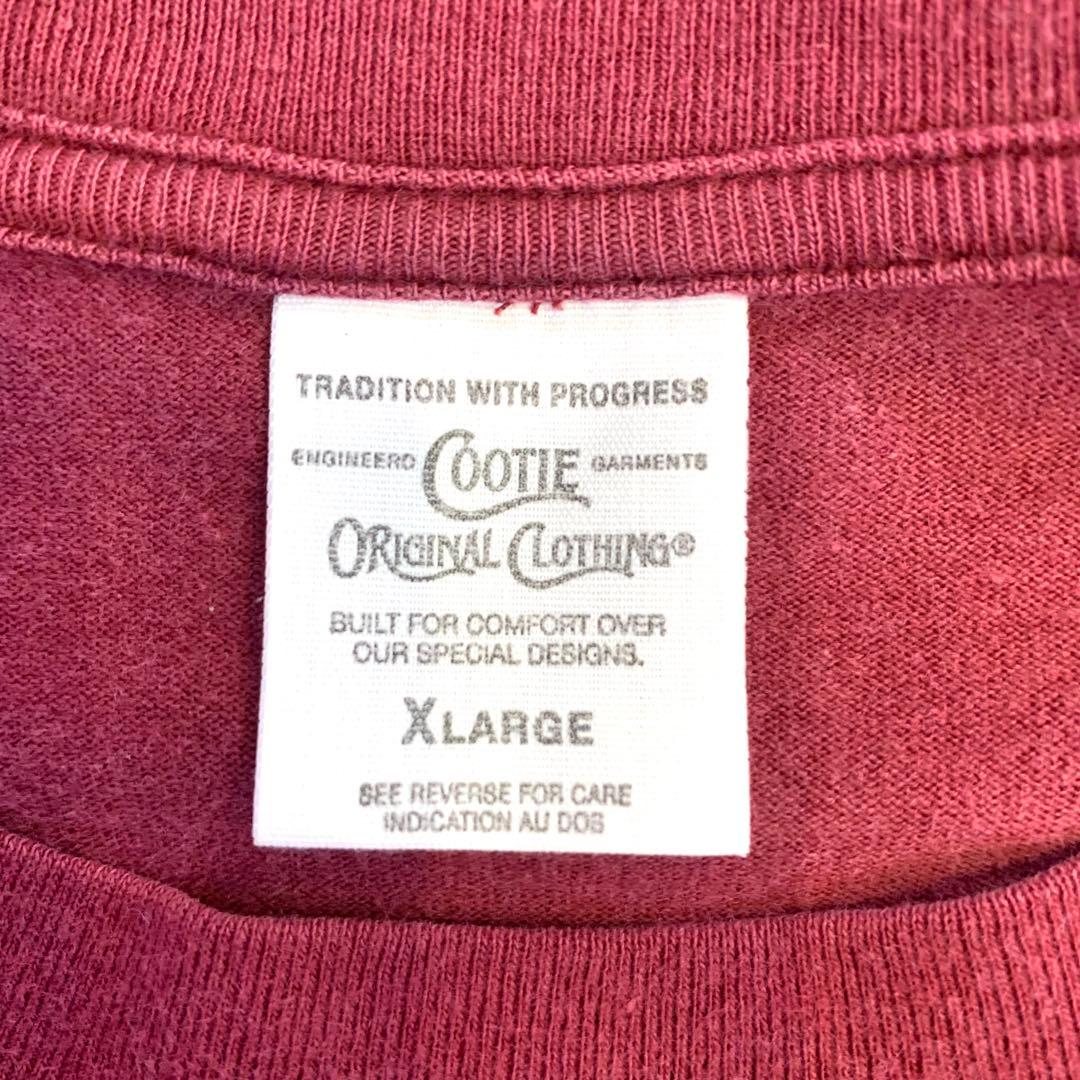 TRADITION WITH PROGRESS
ENGINEERD COOTIE GARMENTS
ORIGINAL CLOTHING®
BUILT FOR COMFORT OVER
OUR SPECIAL DESIGNS.
XLARGE
SEE REVERSE FOR CARE
INDICATION AU DOS